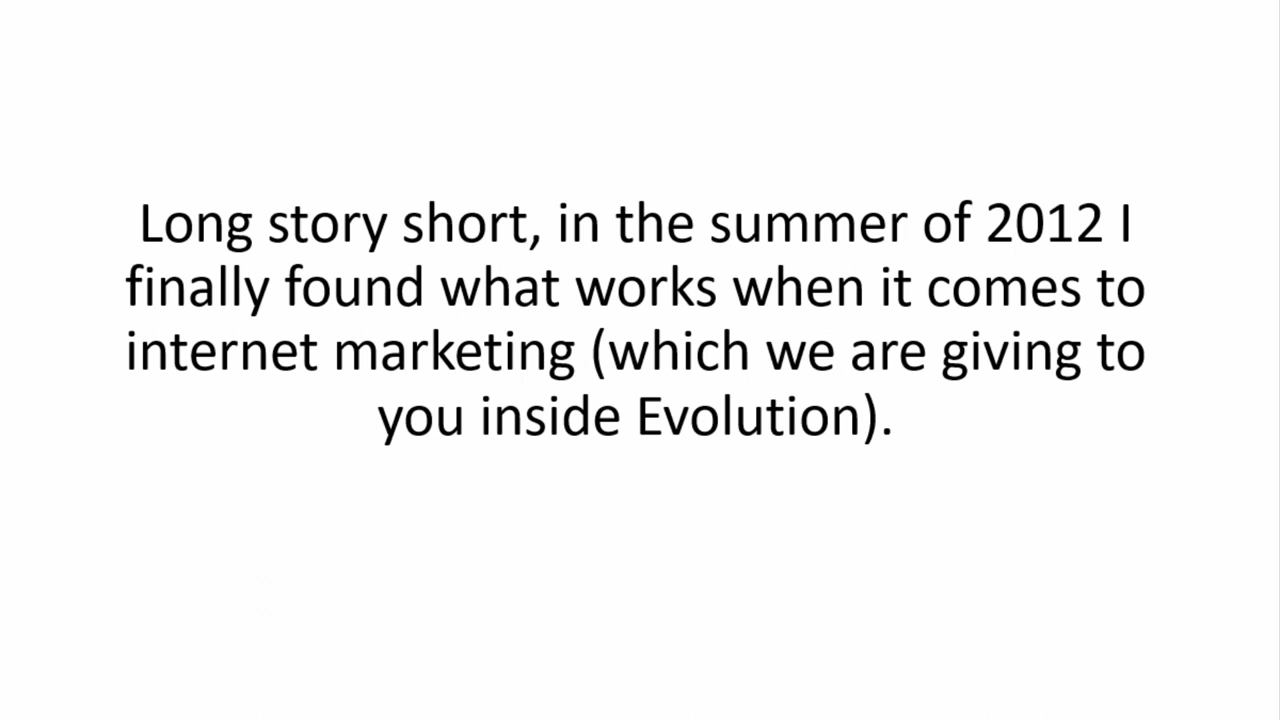 Long story short, in the summer of 2012 I
finally found what works when it comes to
internet marketing (which we are giving to
you inside Evolution).